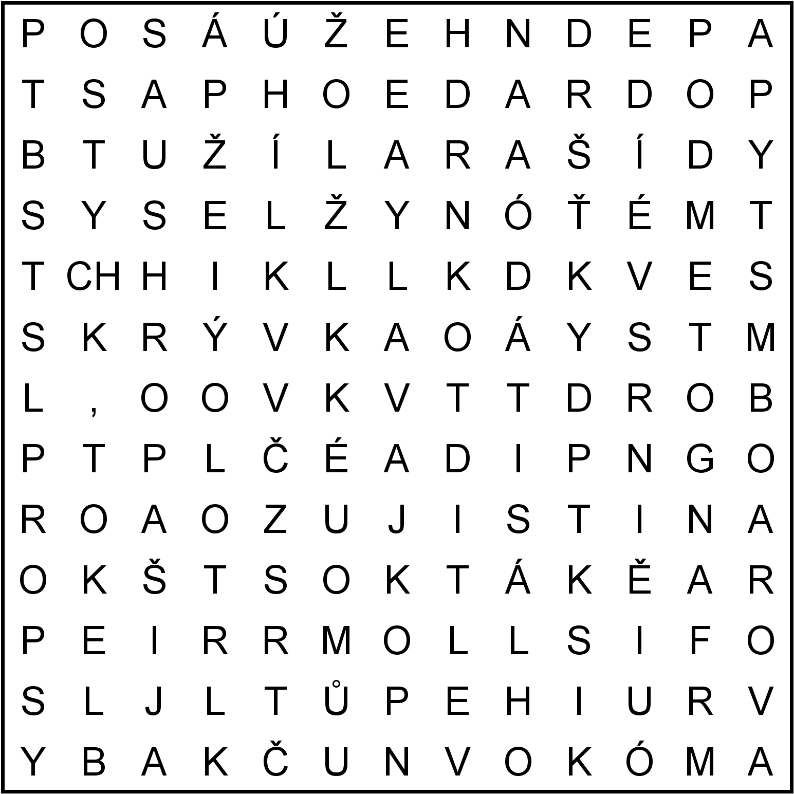 P O S Á Ú Ž E H N D E P A
T S A P H O E D A R D O P
B T U Ž Í L A R A Š Í D Y
S Y S E L Ž Y N Ó Ť É M T
T CH H I K L L K D K V E S
S K R Ý V K A O Á Y S T M
L , O O V K V T T D R O B
P T P L Č É A D I P N G O
R O A O Z U J I S T I N A
O K Š T S O K T Á K Ě A R
P E I R R M O L L S I F O
S L J L T Ů P E H I U R V
Y B A K Č U N V O K Ó M A